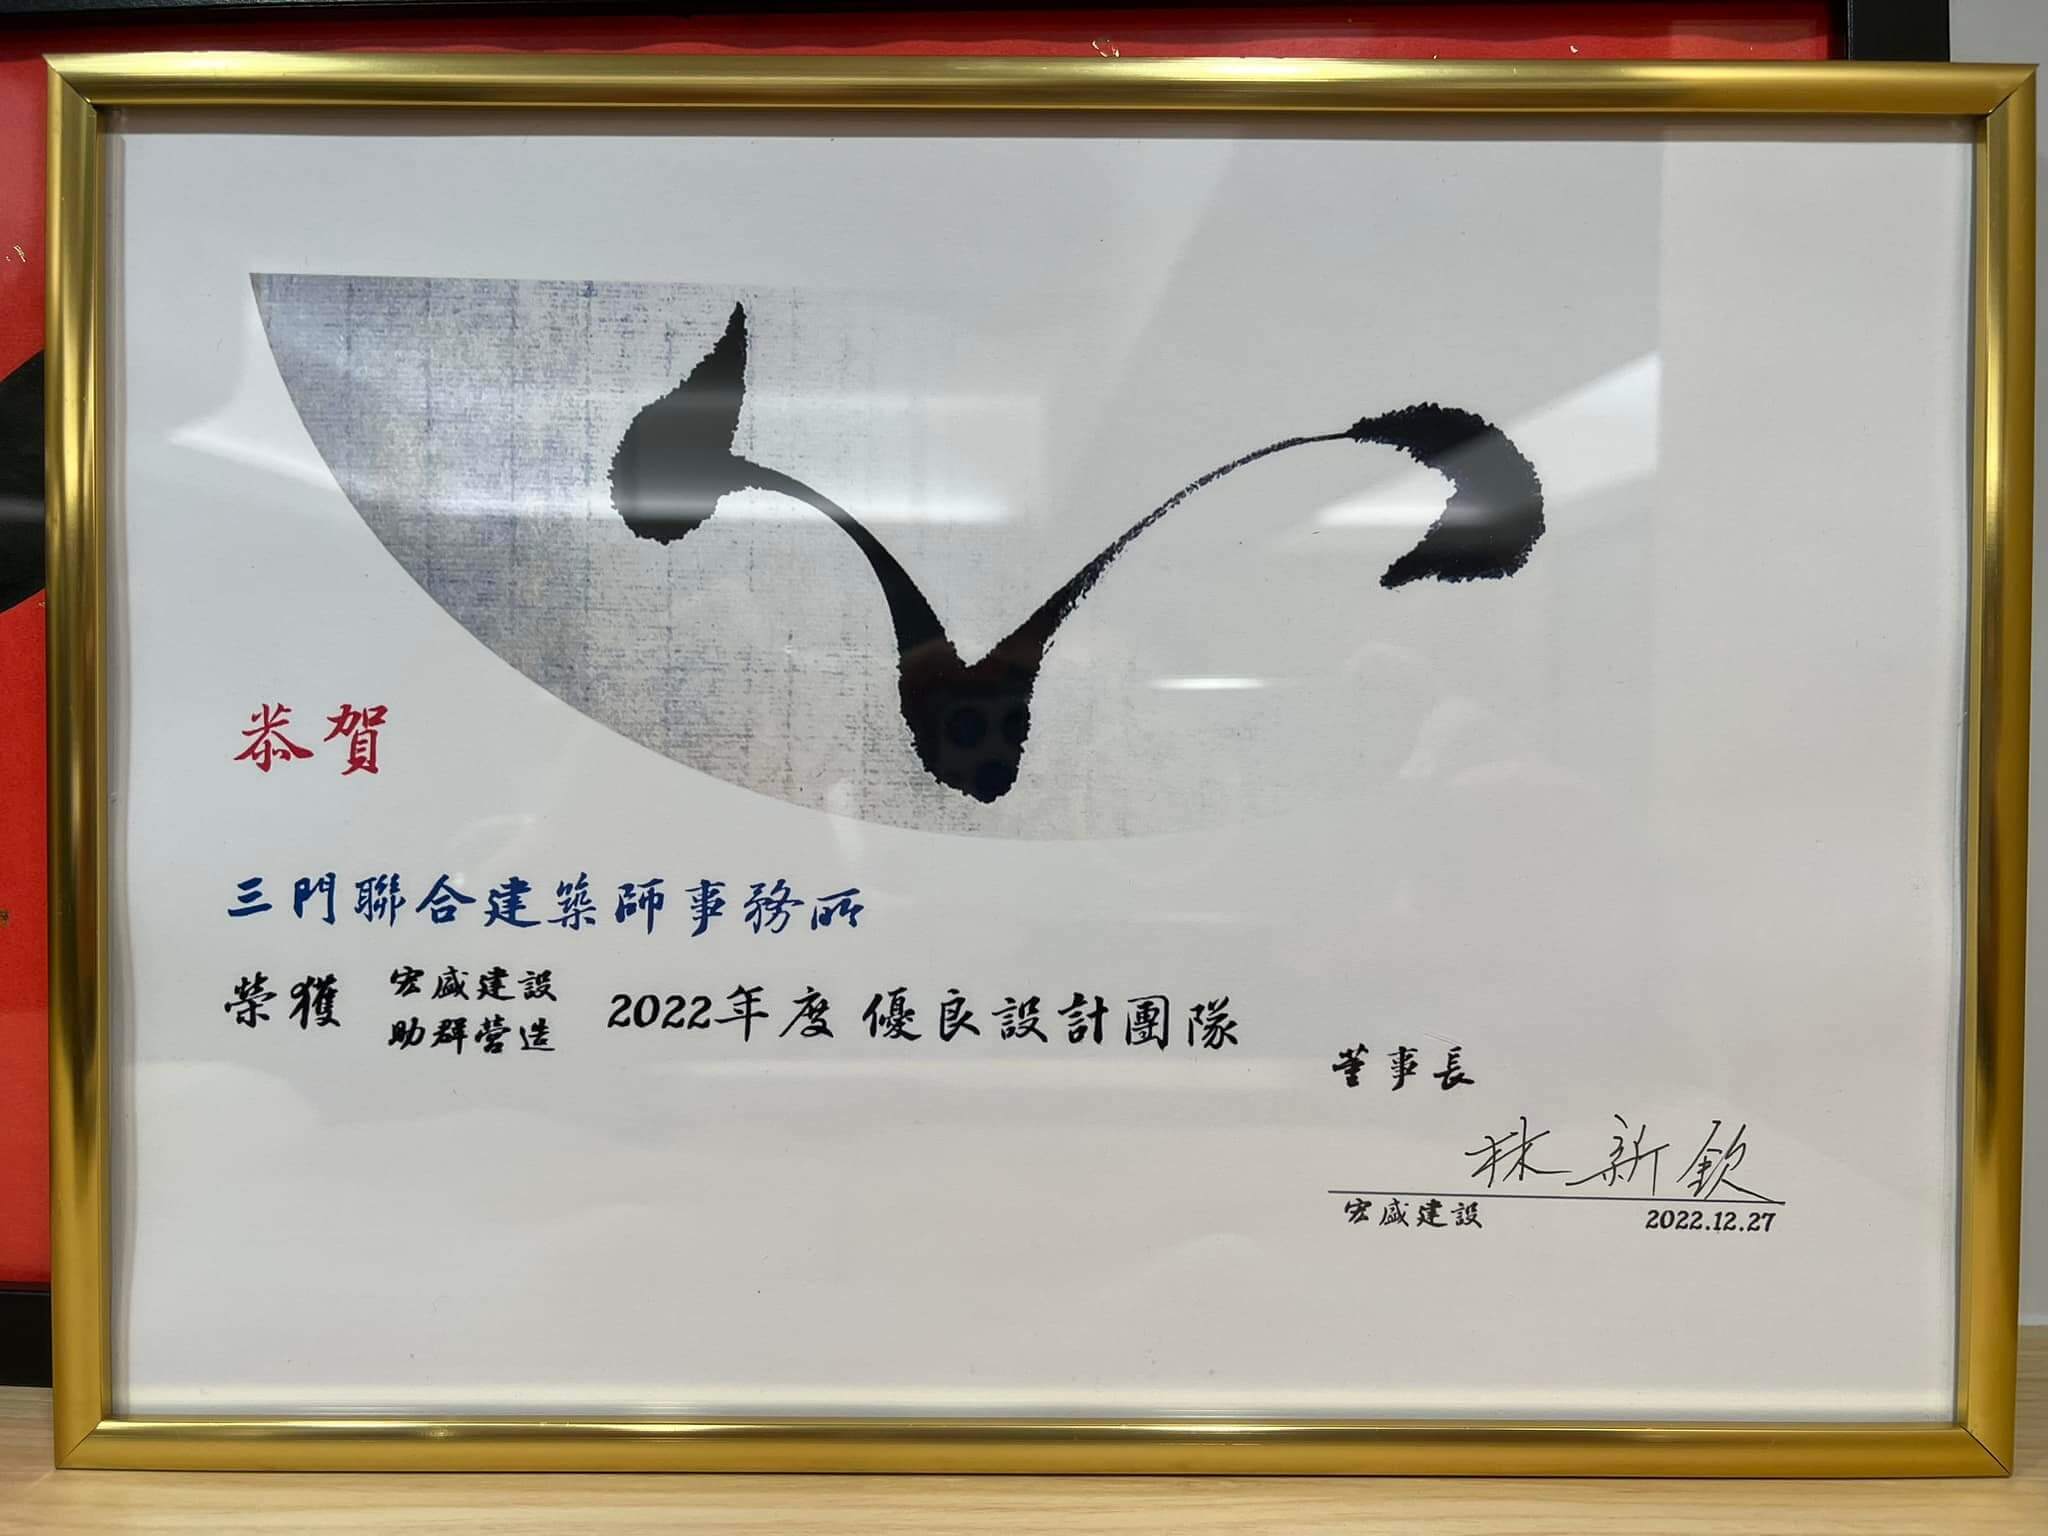 恭賀
三門聯合建築師事務所
榮獲 宏盛建設 助群營造 2022年度優良設計團隊
董事長
林新欽
宏盛建設 2022.12.27